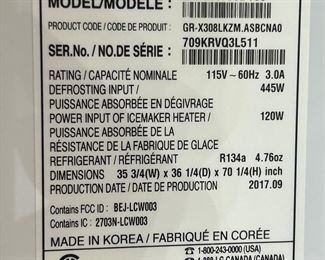 MODEL/MODÈLE :
PRODUCT CODE / CODE DE PRODUIT : GR-X308LKZM.ASBCNA0
SER.No. / NO.DE SÉRIE : 709KRVQ3L511
RATING / CAPACITÉ NOMINALE 115V ~ 60Hz 3.0A
DEFROSTING INPUT / 445W
PUISSANCE ABSORBÉE EN DÉGIVRAGE
POWER INPUT OF ICEMAKER HEATER / 120W
PUISSANCE ABSORBÉE DE LA
RÉSISTANCE DE LA FABRIQUE DE GLACE
REFRIGERANT / RÉFRIGÉRANT R134a 4.76oz
DIMENSIONS 35 3/4(W) x 36 1/4(D) x 70 1/4(H) inch
PRODUCTION DATE / DATE DE PRODUCTION 2017.09
Contains FCC ID : BEJ-LCW003
Contains IC : 2703N-LCW003
MADE IN KOREA / FABRIQUÉ EN CORÉE
☎ 1-800-243-0000 (USA)
(CANADA)